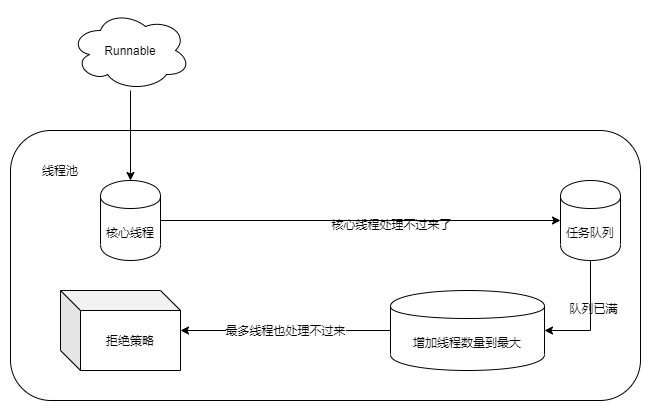 Runnable
线程池
核心线程
核心线程处理不过来了
任务队列
队列已满
增加线程数量到最大
最多线程也处理不过来
拒绝策略